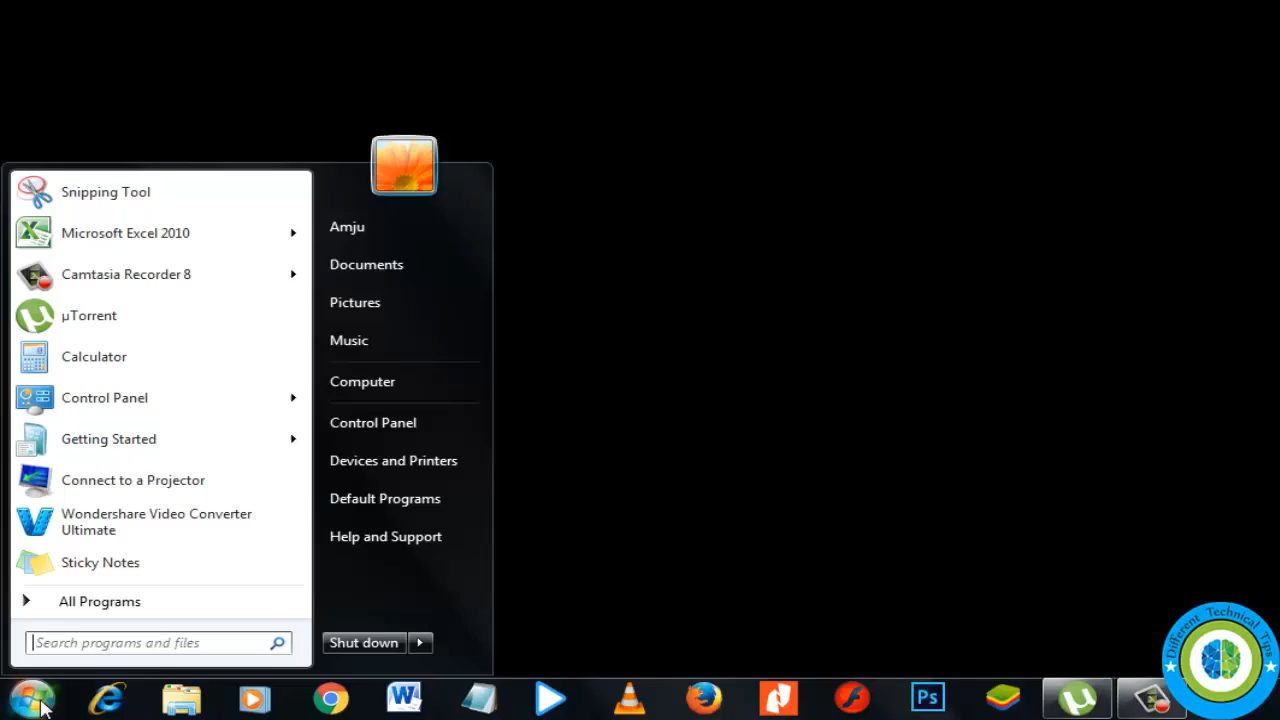 Snipping Tool
Microsoft Excel 2010
Camtasia Recorder 8
µTorrent
Calculator
Control Panel
Getting Started
Connect to a Projector
Wondershare Video Converter
Ultimate
Sticky Notes
All Programs
Search programs and files
Amju
Documents
Pictures
Music
Computer
Control Panel
Devices and Printers
Default Programs
Help and Support
Shut down
W
Ps
Different Technical Tips